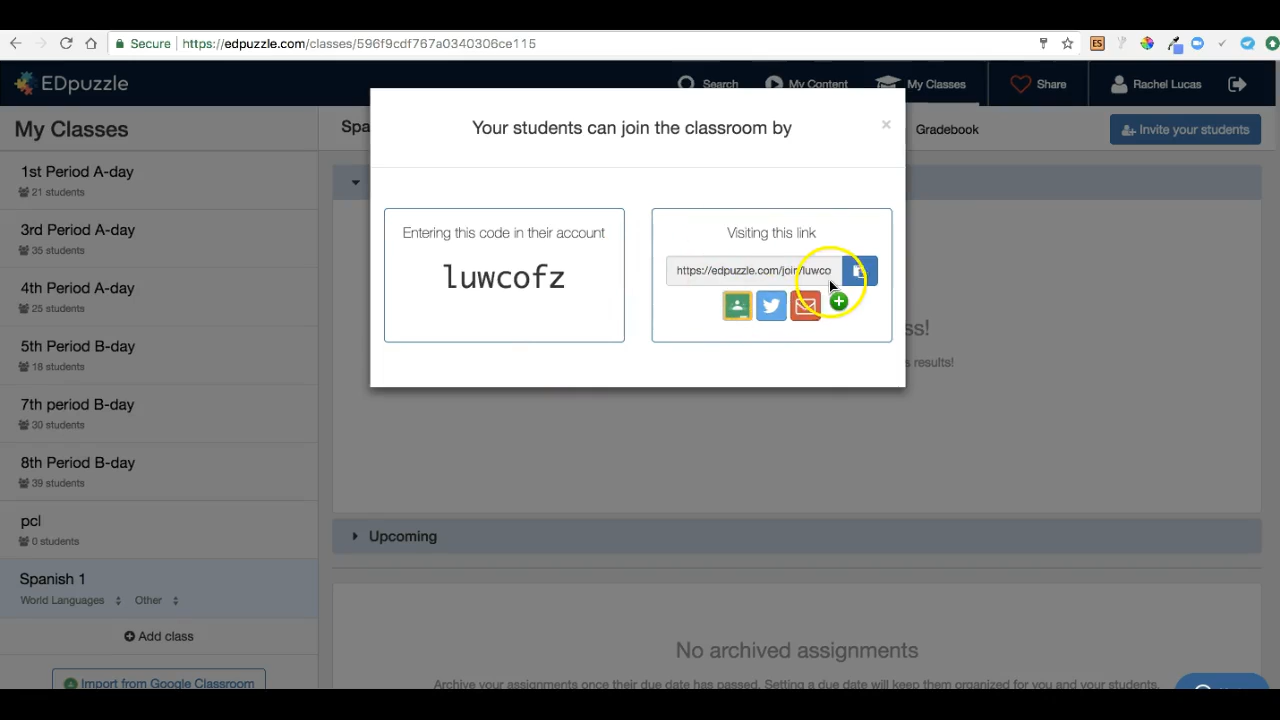 Secure
https://edpuzzle.com/classes/596f9cdf767a0340306ce115
ES
EDpuzzle
Search
My Content
My Classes
Share
Rachel Lucas
My Classes
Spa
Gradebook
Invite your students
Your students can join the classroom by
×
Entering this code in their account
luwcofz
Visiting this link
https://edpuzzle.com/join/luwco
1st Period A-day
21 students
3rd Period A-day
35 students
4th Period A-day
25 students
5th Period B-day
18 students
7th period B-day
30 students
8th Period B-day
39 students
pcl
0 students
Spanish 1
World Languages
Other
Add class
Import from Google Classroom
ss!
s results!
Upcoming
No archived assignments
Archive your assignments once their due date has passed. Setting a due date will keep them organized for you and your students.